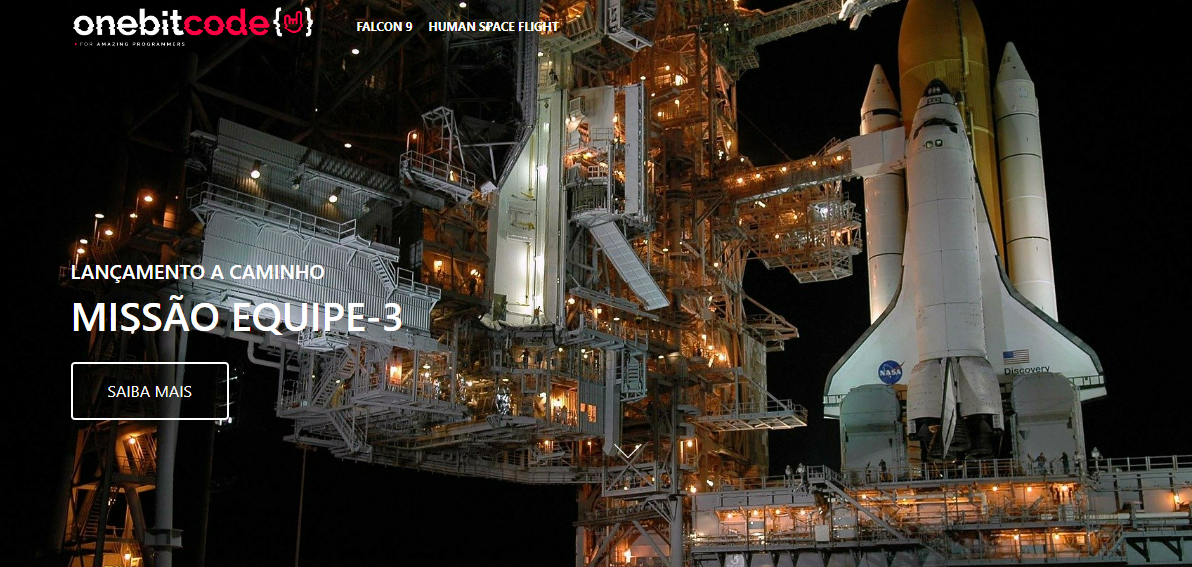 onebitcode{}
FOR AMAZING PROGRAMMERS
FALCON 9 HUMAN SPACE FLIGHT
LANÇAMENTO A CAMINHO
MISSÃO EQUIPE-3
SAIBA MAIS
NASA
Discovery